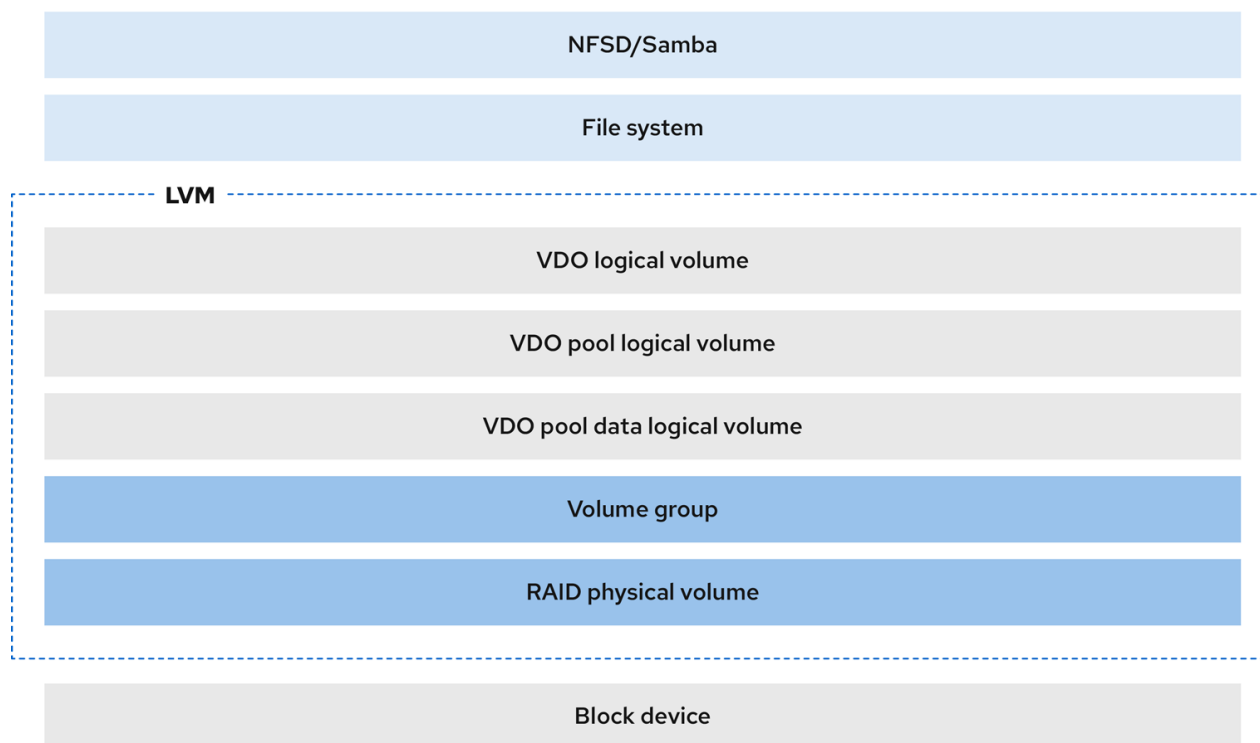 NFSD/Samba
File system
LVM
VDO logical volume
VDO pool logical volume
VDO pool data logical volume
Volume group
RAID physical volume
Block device